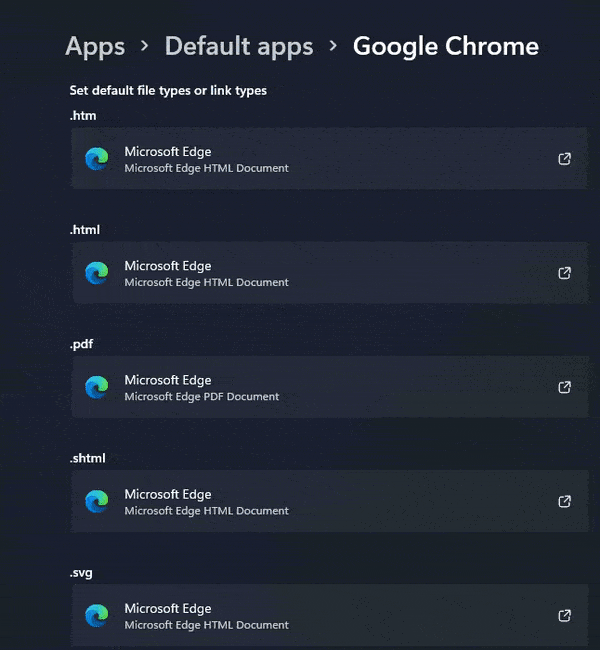 Apps > Default apps > Google Chrome
Set default file types or link types
.htm
Microsoft Edge
Microsoft Edge HTML Document
.html
Microsoft Edge
Microsoft Edge HTML Document
.pdf
Microsoft Edge
Microsoft Edge PDF Document
.shtml
Microsoft Edge
Microsoft Edge HTML Document
.svg
Microsoft Edge
Microsoft Edge HTML Document